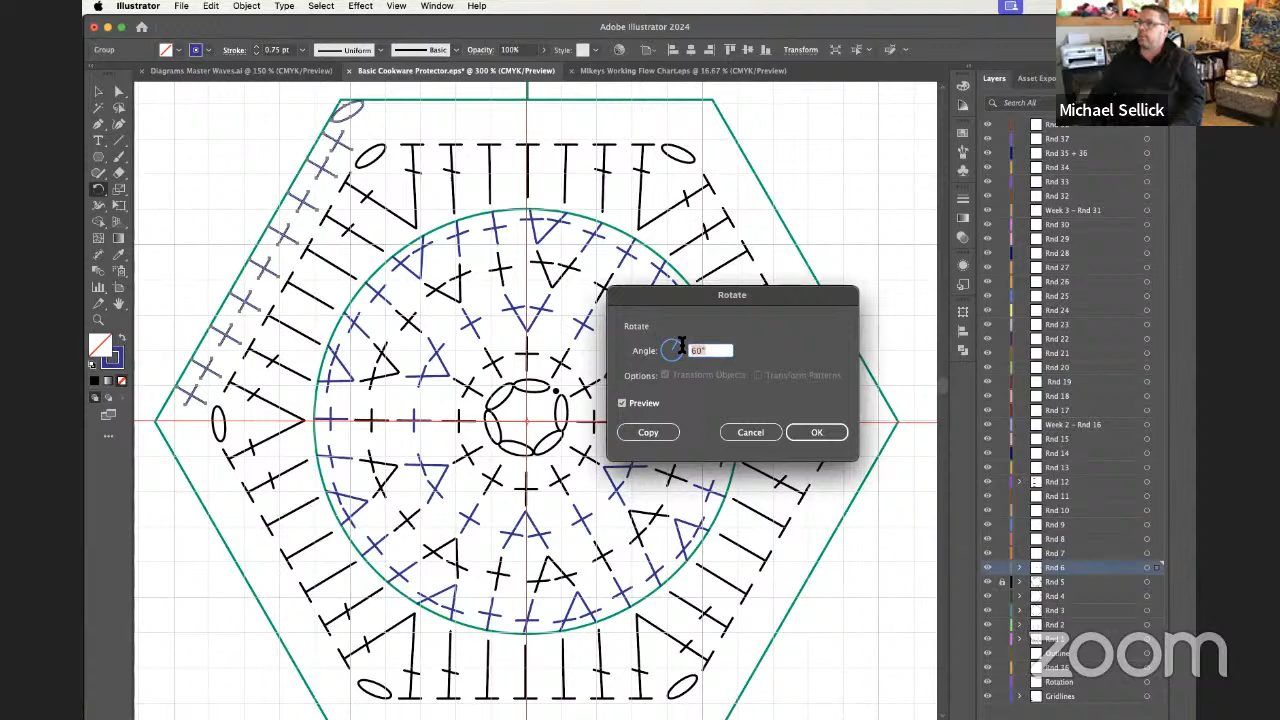 Illustrator File Edit Object Type Select Effect View Window Help
Adobe Illustrator 2024
Group Stroke: 0.75 pt Uniform Basic Opacity: 100% Style: Transform
× Diagrams Master Waves.ai @ 150 % (CMYK/Preview) × Basic Cookware Protector.eps* @ 300 % (CMYK/Preview) × Mikeys Working Flow Chart.eps @ 16.67 % (CMYK/Preview)
Layers Asset Expo
Search All
Michael Sellick
Rnd 37
Rnd 35 + 36
Rnd 34
Rnd 33
Rnd 32
Week 3 - Rnd 31
Rnd 30
Rnd 29
Rnd 28
Rnd 27
Rnd 26
Rnd 25
Rnd 24
Rnd 23
Rnd 22
Rnd 21
Rnd 20
Rnd 19
Rnd 18
Rnd 17
Week 2 - Rnd 16
Rnd 15
Rnd 14
Rnd 13
Rnd 12
Rnd 11
Rnd 10
Rnd 9
Rnd 8
Rnd 7
Rnd 6
Rnd 5
Rnd 4
Rnd 3
Rnd 2
Rnd 1
Outline
Rnd 36
Rotation
Gridlines
Rotate
Rotate
Angle: 60°
Options: Transform Objects Transform Patterns
Preview
Copy Cancel OK
zoom